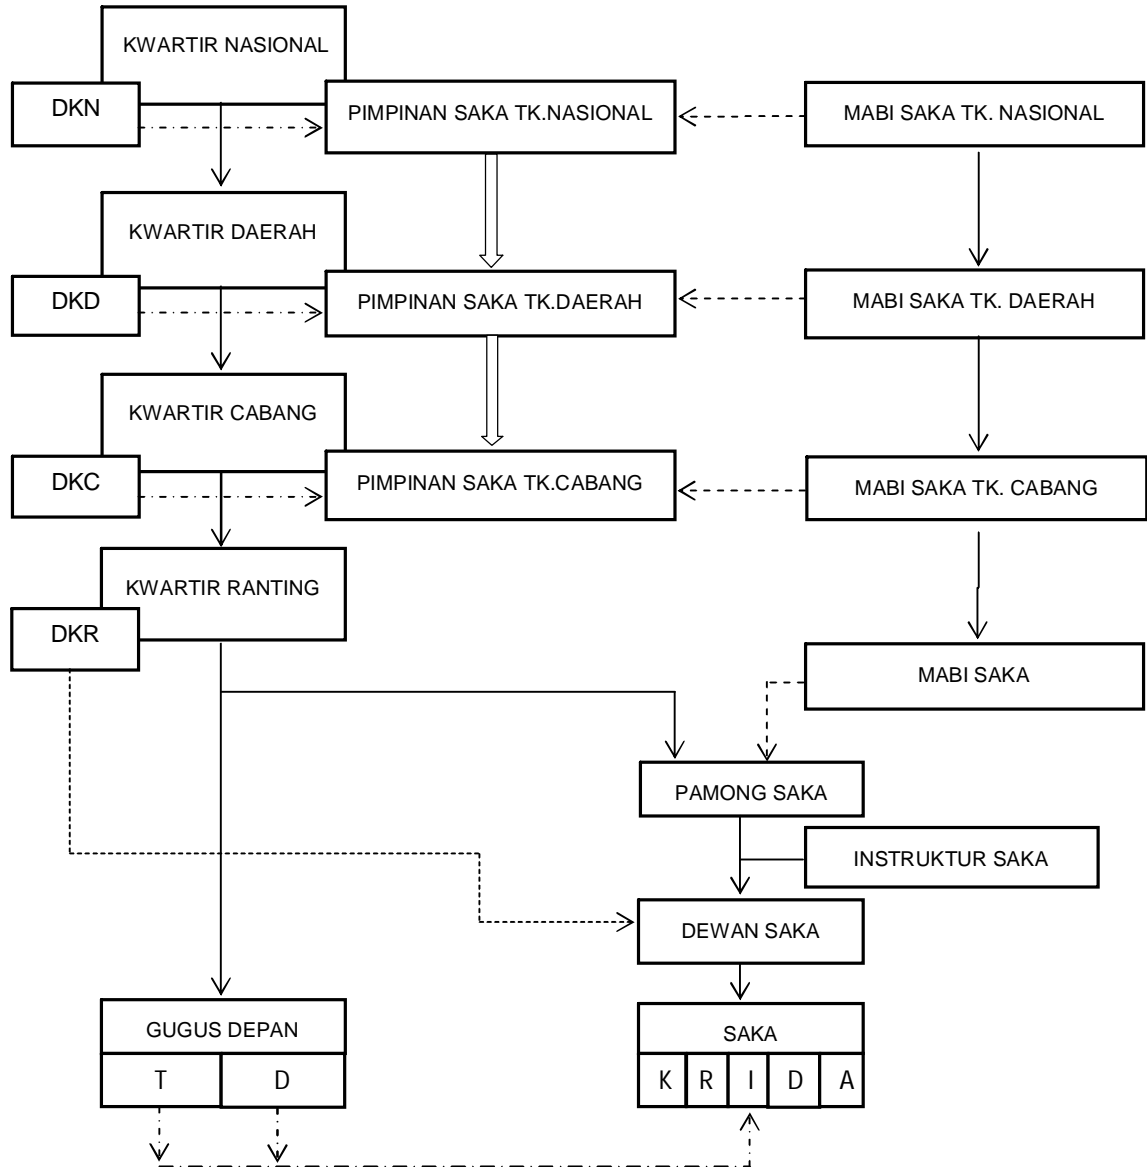 KWARTIR NASIONAL
DKN
PIMPINAN SAKA TK.NASIONAL
MABI SAKA TK. NASIONAL
KWARTIR DAERAH
DKD
PIMPINAN SAKA TK.DAERAH
MABI SAKA TK. DAERAH
KWARTIR CABANG
DKC
PIMPINAN SAKA TK.CABANG
MABI SAKA TK. CABANG
KWARTIR RANTING
DKR
MABI SAKA
PAMONG SAKA
INSTRUKTUR SAKA
DEWAN SAKA
GUGUS DEPAN
SAKA
T D
K R I D A